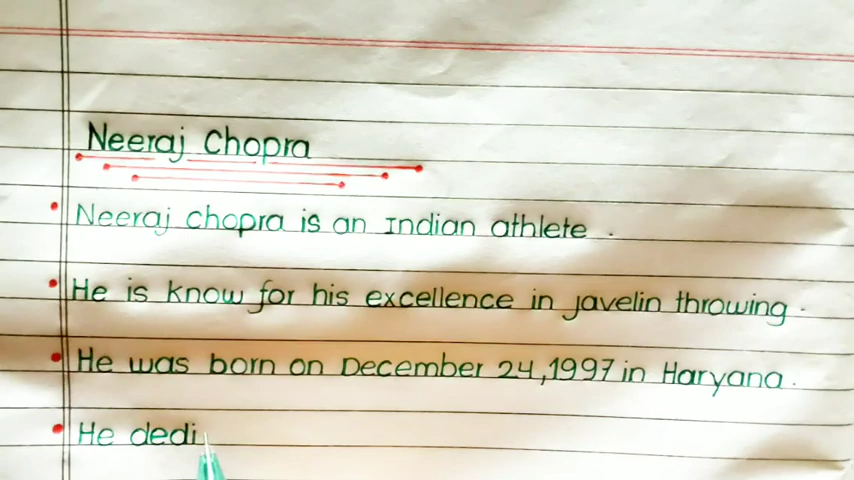 Neeraj Chopra
Neeraj chopra is an Indian athlete.
He is know for his excellence in javelin throwing.
He was born on December 24,1997 in Haryana.
He dedi